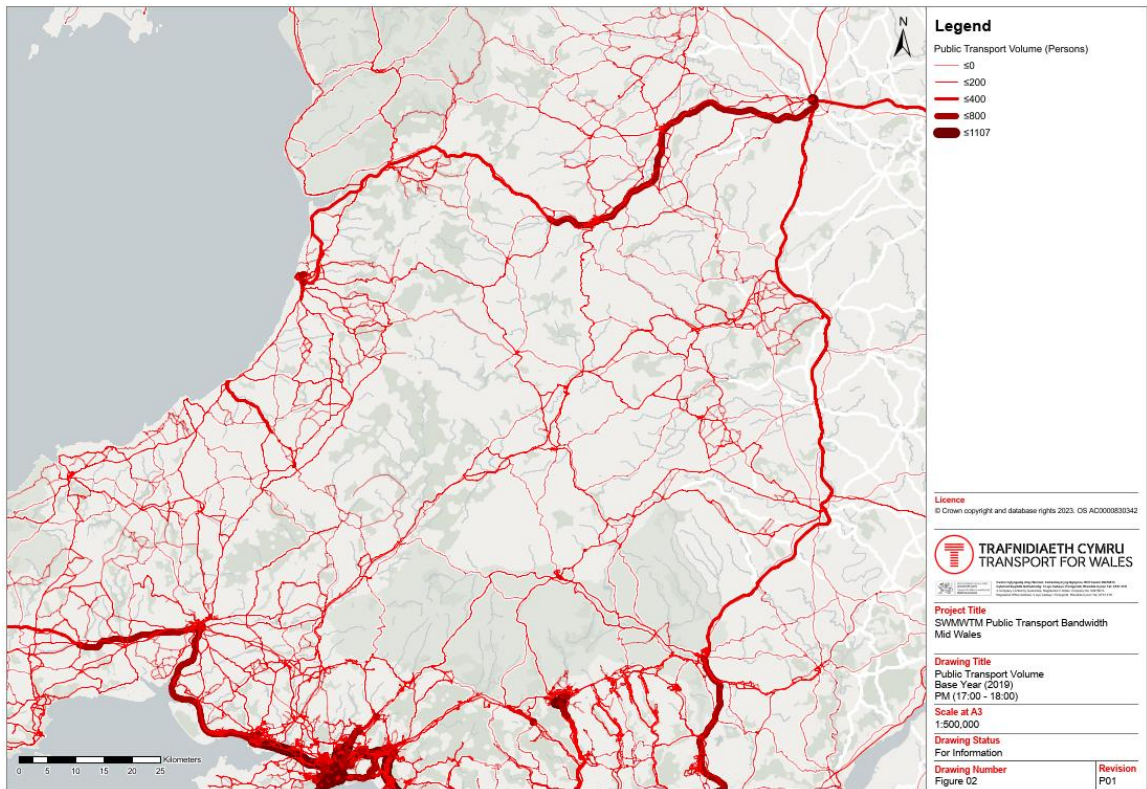 N
Legend
Public Transport Volume (Persons)
≤0
≤200
≤400
≤800
≤1107
Licence
© Crown copyright and database rights 2023. OS AC0000830342
TRAFNIDIAETH CYMRU
TRANSPORT FOR WALES
Project Title
SWMWTM Public Transport Bandwidth
Mid Wales
Drawing Title
Public Transport Volume
Base Year (2019)
PM (17:00 - 18:00)
Scale at A3
1:500,000
Drawing Status
For Information
Drawing Number
Figure 02
Revision
P01
Kilometers
0 5 10 15 20 25